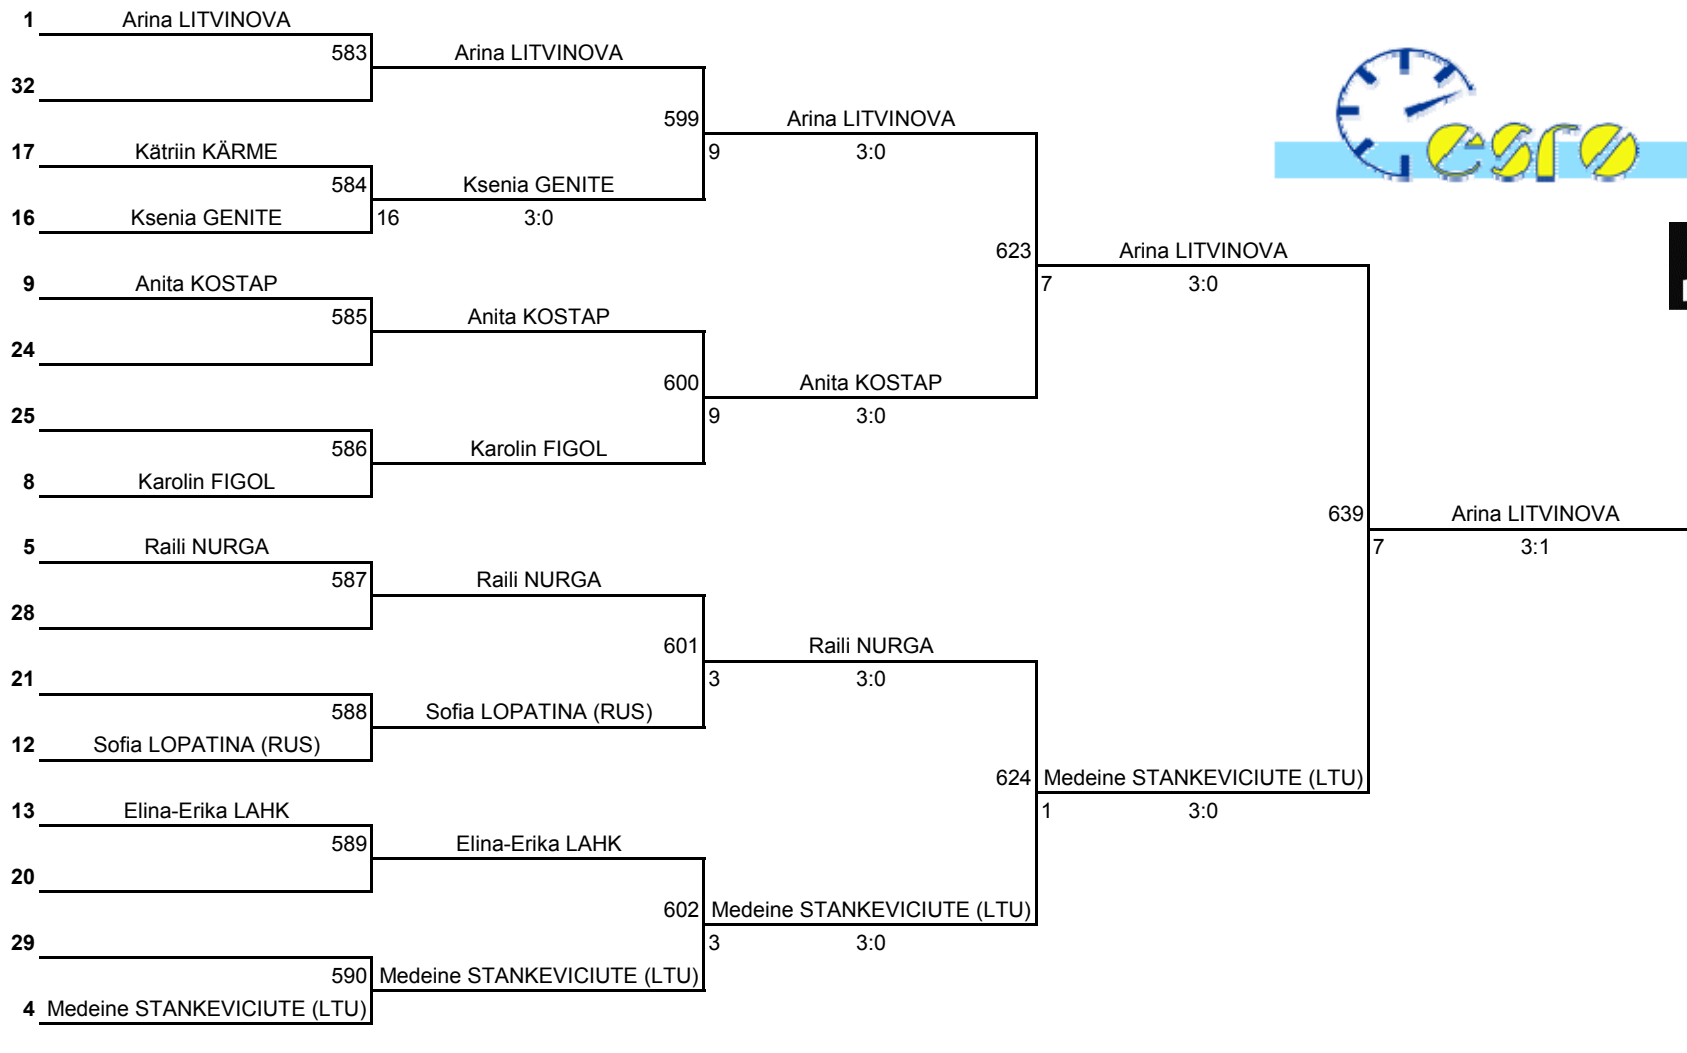 1 Arina LITVINOVA
583 Arina LITVINOVA
32
599 Arina LITVINOVA
17 Kätriin KÄRME
9 3:0
584 Ksenia GENITE
16 Ksenia GENITE 16 3:0
623 Arina LITVINOVA
9 Anita KOSTAP
7 3:0
585 Anita KOSTAP
24
600 Anita KOSTAP
25
9 3:0
586 Karolin FIGOL
8 Karolin FIGOL
639 Arina LITVINOVA
5 Raili NURGA
7 3:1
587 Raili NURGA
28
601 Raili NURGA
21
3 3:0
588 Sofia LOPATINA (RUS)
12 Sofia LOPATINA (RUS)
624 Medeine STANKEVICIUTE (LTU)
13 Elina-Erika LAHK
1 3:0
589 Elina-Erika LAHK
20
602 Medeine STANKEVICIUTE (LTU)
29
3 3:0
590 Medeine STANKEVICIUTE (LTU)
4 Medeine STANKEVICIUTE (LTU)